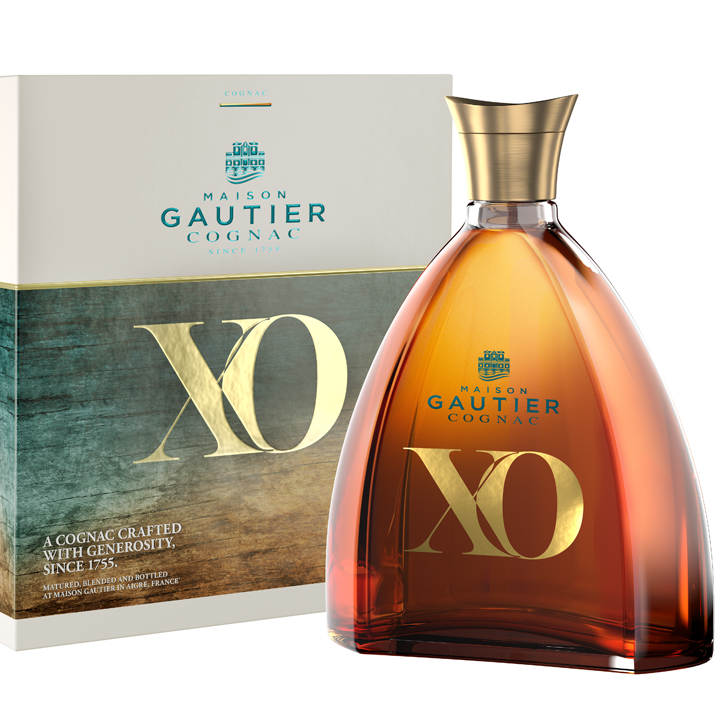 COGNAC
MAISON
GAUTIER
COGNAC
SINCE 1755
XO
A COGNAC CRAFTED
WITH GENEROSITY,
SINCE 1755.
MATURED, BLENDED AND BOTTLED
AT MAISON GAUTIER IN AIGRE, FRANCE
MAISON
GAUTIER
COGNAC
XO